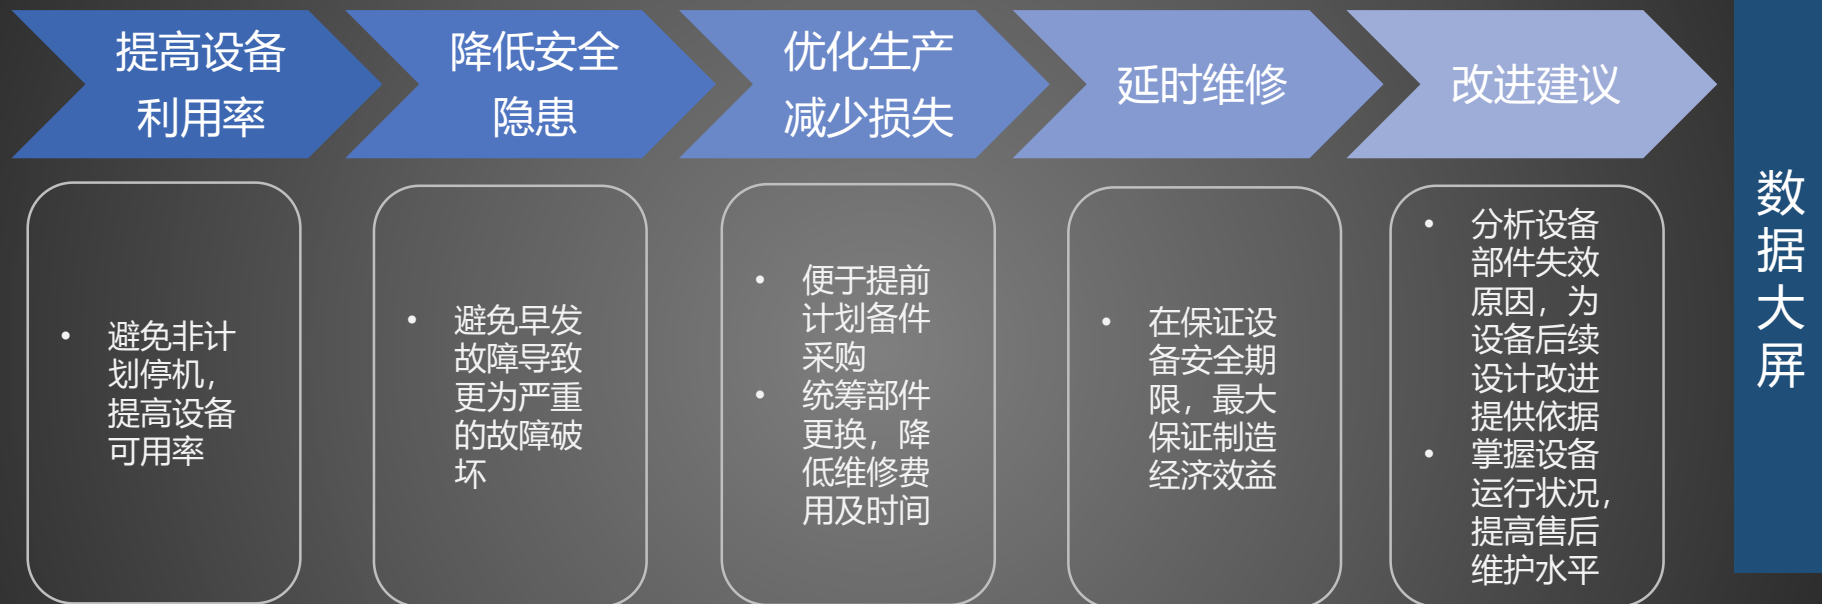 提高设备
利用率
降低安全
隐患
优化生产
减少损失
延时维修
改进建议
• 避免非计
划停机，
提高设备
可用率
• 避免早发
故障导致
更为严重
的故障破
坏
• 便于提前
计划备件
采购
• 统筹部件
更换，降
低维修费
用及时间
• 在保证设
备安全期
限，最大
保证制造
经济效益
• 分析设备
部件失效
原因，为
设备后续
设计改进
提供依据
• 掌握设备
运行状况，
提高售后
维护水平
数
据
大
屏